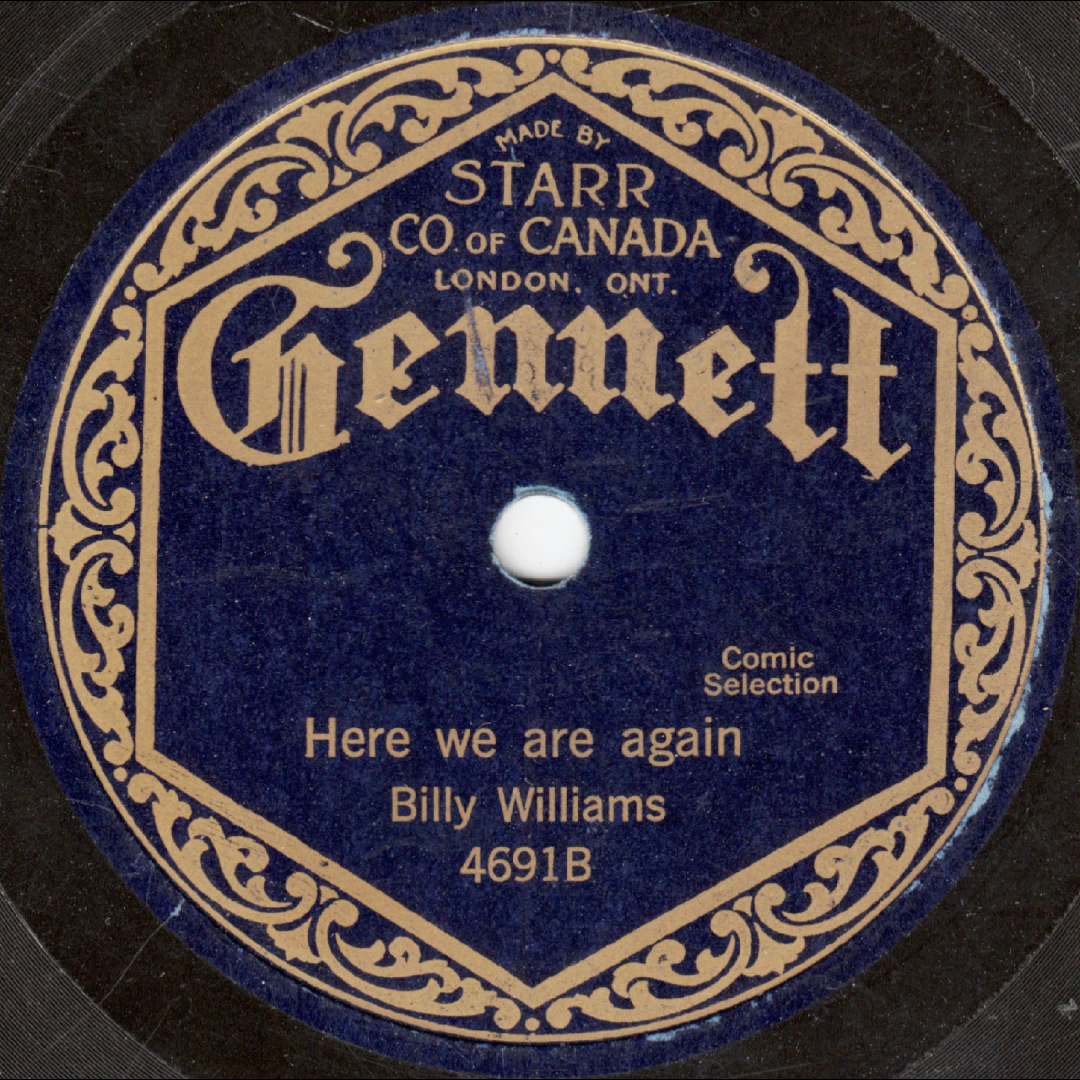 MADE BY
STARR
CO. OF CANADA
LONDON, ONT.
Gennett
Comic
Selection
Here we are again
Billy Williams
4691B